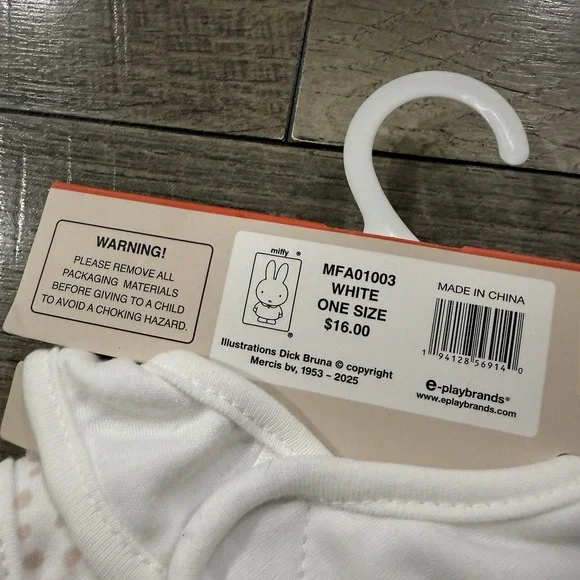 WARNING!
PLEASE REMOVE ALL
PACKAGING MATERIALS
BEFORE GIVING TO A CHILD
TO AVOID A CHOKING HAZARD.
miffy ®
®
MFA01003
WHITE
ONE SIZE
$16.00
Illustrations Dick Bruna © copyright
Mercis bv, 1953 – 2025
MADE IN CHINA
1 94128 56914 0
e-playbrands®
www.eplaybrands.com